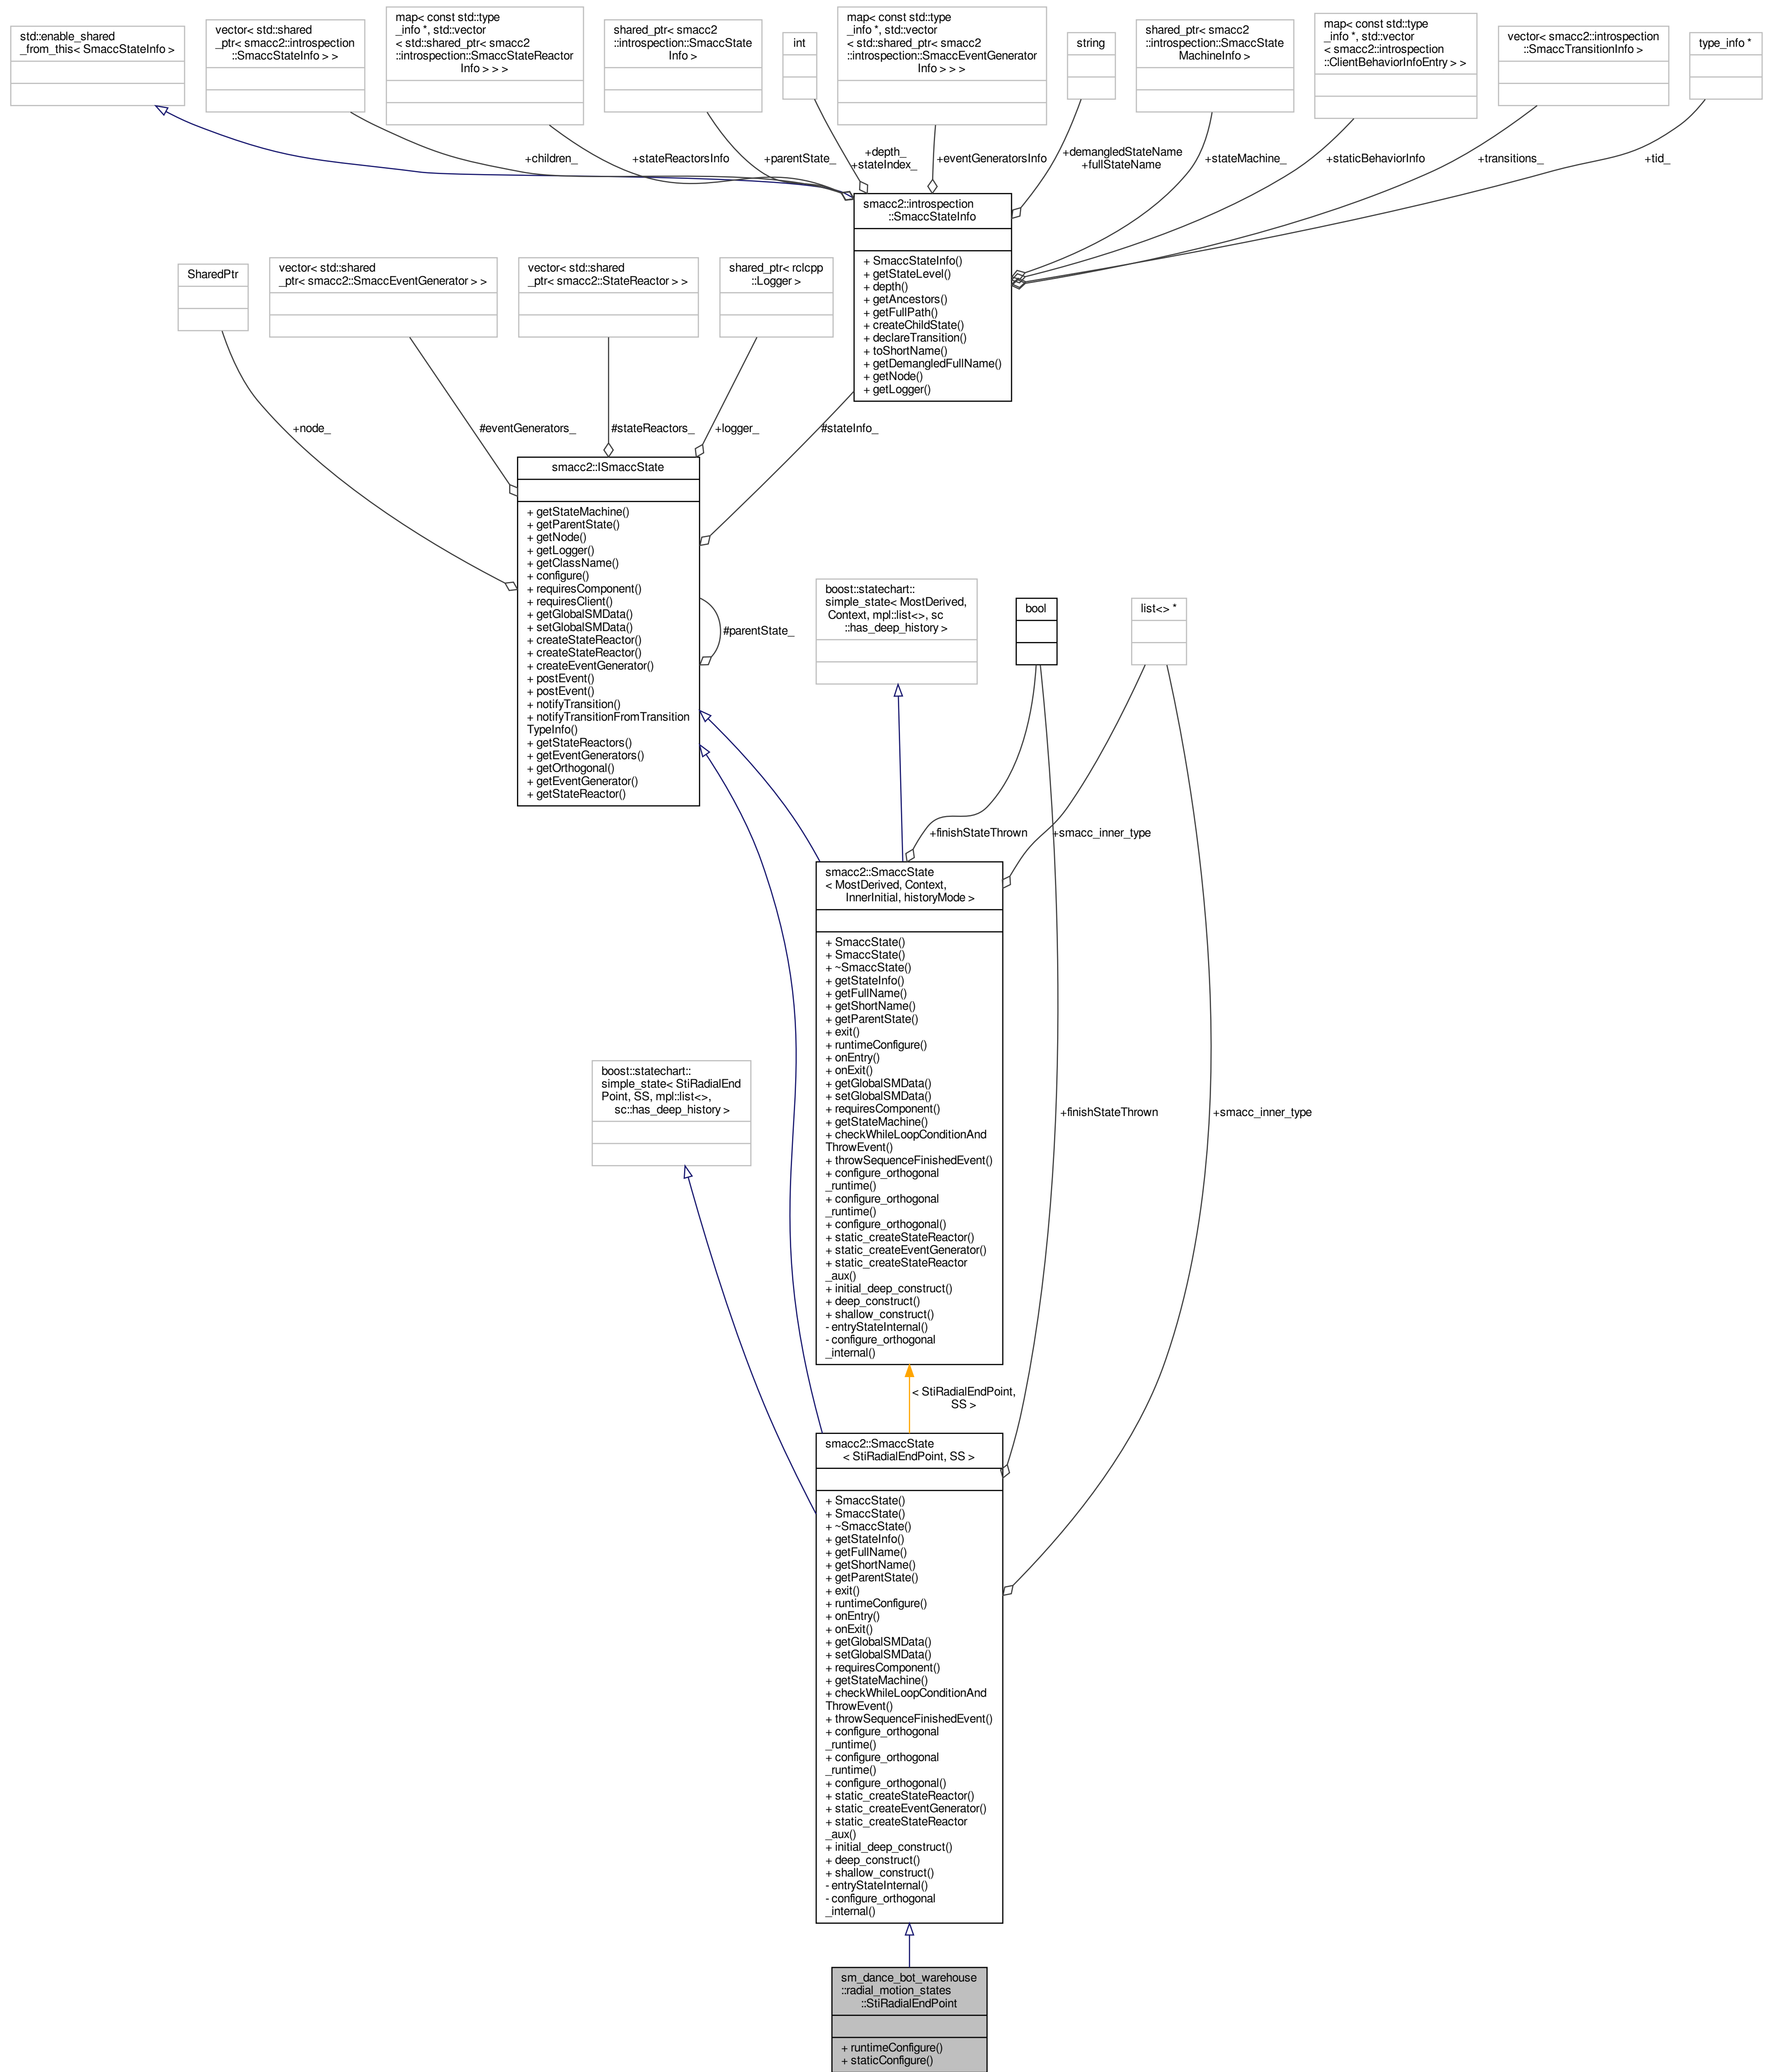 std::enable_shared
_from_this< SmaccStateInfo >
vector< std::shared
_ptr< smacc2::introspection
::SmaccStateInfo > >
map< const std::type
_info *, std::vector
< std::shared_ptr< smacc2
::introspection::SmaccStateReactor
Info > > >
shared_ptr< smacc2
::introspection::SmaccState
Info >
int
map< const std::type
_info *, std::vector
< std::shared_ptr< smacc2
::introspection::SmaccEventGenerator
Info > > >
string
shared_ptr< smacc2
::introspection::SmaccState
MachineInfo >
map< const std::type
_info *, std::vector
< smacc2::introspection
::ClientBehaviorInfoEntry > >
vector< smacc2::introspection
::SmaccTransitionInfo >
type_info *
+children_
+stateReactorsInfo
+parentState_
+depth_
+stateIndex_
+eventGeneratorsInfo
+demangledStateName
+fullStateName
+stateMachine_
+staticBehaviorInfo
+transitions_
+tid_
smacc2::introspection
::SmaccStateInfo
+ SmaccStateInfo()
+ getStateLevel()
+ depth()
+ getAncestors()
+ getFullPath()
+ createChildState()
+ declareTransition()
+ toShortName()
+ getDemangledFullName()
+ getNode()
+ getLogger()
SharedPtr
vector< std::shared
_ptr< smacc2::SmaccEventGenerator > >
vector< std::shared
_ptr< smacc2::StateReactor > >
shared_ptr< rclcpp
::Logger >
+node_
#eventGenerators_
#stateReactors_
+logger_
#stateInfo_
smacc2::ISmaccState
+ getStateMachine()
+ getParentState()
+ getNode()
+ getLogger()
+ getClassName()
+ configure()
+ requiresComponent()
+ requiresClient()
+ getGlobalSMData()
+ setGlobalSMData()
+ createStateReactor()
+ createStateReactor()
+ createEventGenerator()
+ postEvent()
+ postEvent()
+ notifyTransition()
+ notifyTransitionFromTransition
TypeInfo()
+ getStateReactors()
+ getEventGenerators()
+ getOrthogonal()
+ getEventGenerator()
+ getStateReactor()
#parentState_
boost::statechart::
simple_state< MostDerived,
Context, mpl::list<>, sc
::has_deep_history >
bool
list<> *
+finishStateThrown
+smacc_inner_type
smacc2::SmaccState
< MostDerived, Context,
InnerInitial, historyMode >
+ SmaccState()
+ SmaccState()
+ ~SmaccState()
+ getStateInfo()
+ getFullName()
+ getShortName()
+ getParentState()
+ exit()
+ runtimeConfigure()
+ onEntry()
+ onExit()
+ getGlobalSMData()
+ setGlobalSMData()
+ requiresComponent()
+ getStateMachine()
+ checkWhileLoopConditionAnd
ThrowEvent()
+ throwSequenceFinishedEvent()
+ configure_orthogonal
_runtime()
+ configure_orthogonal
_runtime()
+ configure_orthogonal()
+ static_createStateReactor()
+ static_createEventGenerator()
+ static_createStateReactor
_aux()
+ initial_deep_construct()
+ deep_construct()
+ shallow_construct()
- entryStateInternal()
- configure_orthogonal
_internal()
boost::statechart::
simple_state< StiRadialEnd
Point, SS, mpl::list<>,
sc::has_deep_history >
+finishStateThrown
+smacc_inner_type
< StiRadialEndPoint,
SS >
smacc2::SmaccState
< StiRadialEndPoint, SS >
+ SmaccState()
+ SmaccState()
+ ~SmaccState()
+ getStateInfo()
+ getFullName()
+ getShortName()
+ getParentState()
+ exit()
+ runtimeConfigure()
+ onEntry()
+ onExit()
+ getGlobalSMData()
+ setGlobalSMData()
+ requiresComponent()
+ getStateMachine()
+ checkWhileLoopConditionAnd
ThrowEvent()
+ throwSequenceFinishedEvent()
+ configure_orthogonal
_runtime()
+ configure_orthogonal
_runtime()
+ configure_orthogonal()
+ static_createStateReactor()
+ static_createEventGenerator()
+ static_createStateReactor
_aux()
+ initial_deep_construct()
+ deep_construct()
+ shallow_construct()
- entryStateInternal()
- configure_orthogonal
_internal()
sm_dance_bot_warehouse
::radial_motion_states
::StiRadialEndPoint
+ runtimeConfigure()
+ staticConfigure()